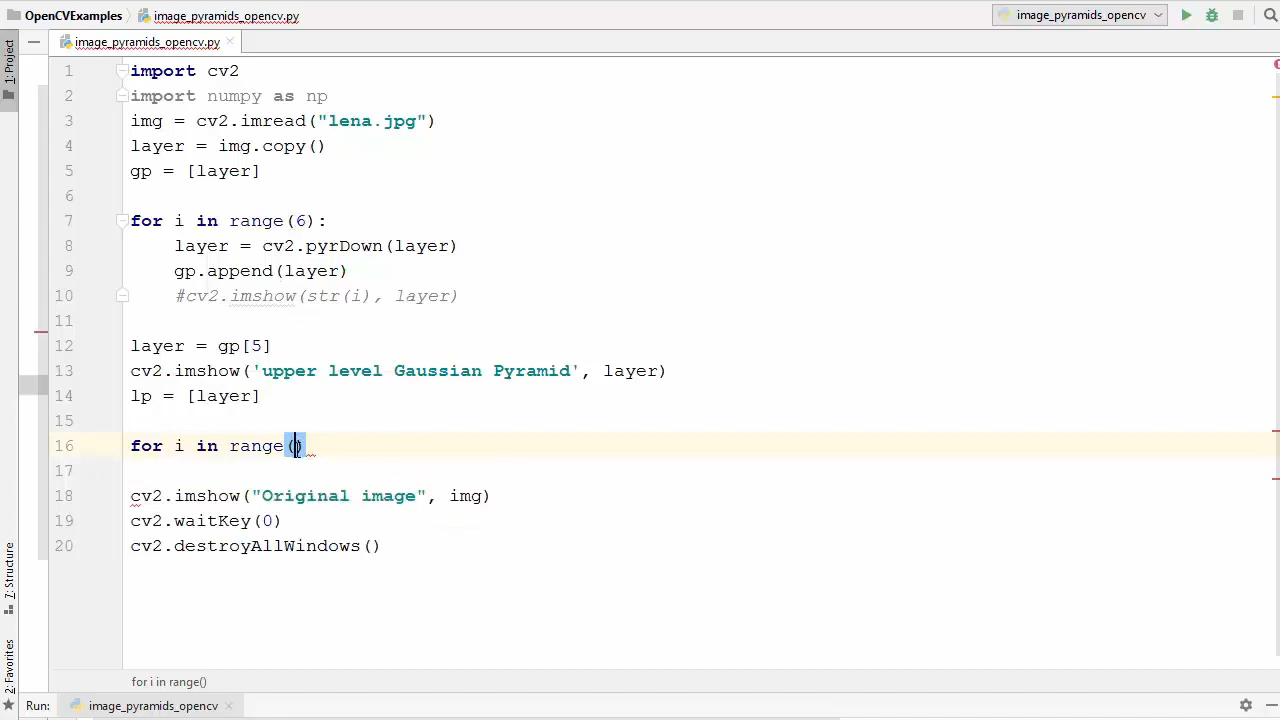 OpenCVExamples image_pyramids_opencv.py image_pyramids_opencv
image_pyramids_opencv.py
1: Project
1 import cv2
2 import numpy as np
3 img = cv2.imread("lena.jpg")
4 layer = img.copy()
5 gp = [layer]
6
7 for i in range(6):
8 layer = cv2.pyrDown(layer)
9 gp.append(layer)
10 #cv2.imshow(str(i), layer)
11
12 layer = gp[5]
13 cv2.imshow('upper level Gaussian Pyramid', layer)
14 lp = [layer]
15
16 for i in range()
17
18 cv2.imshow("Original image", img)
19 cv2.waitKey(0)
20 cv2.destroyAllWindows()
7: Structure
2: Favorites
for i in range()
Run: image_pyramids_opencv